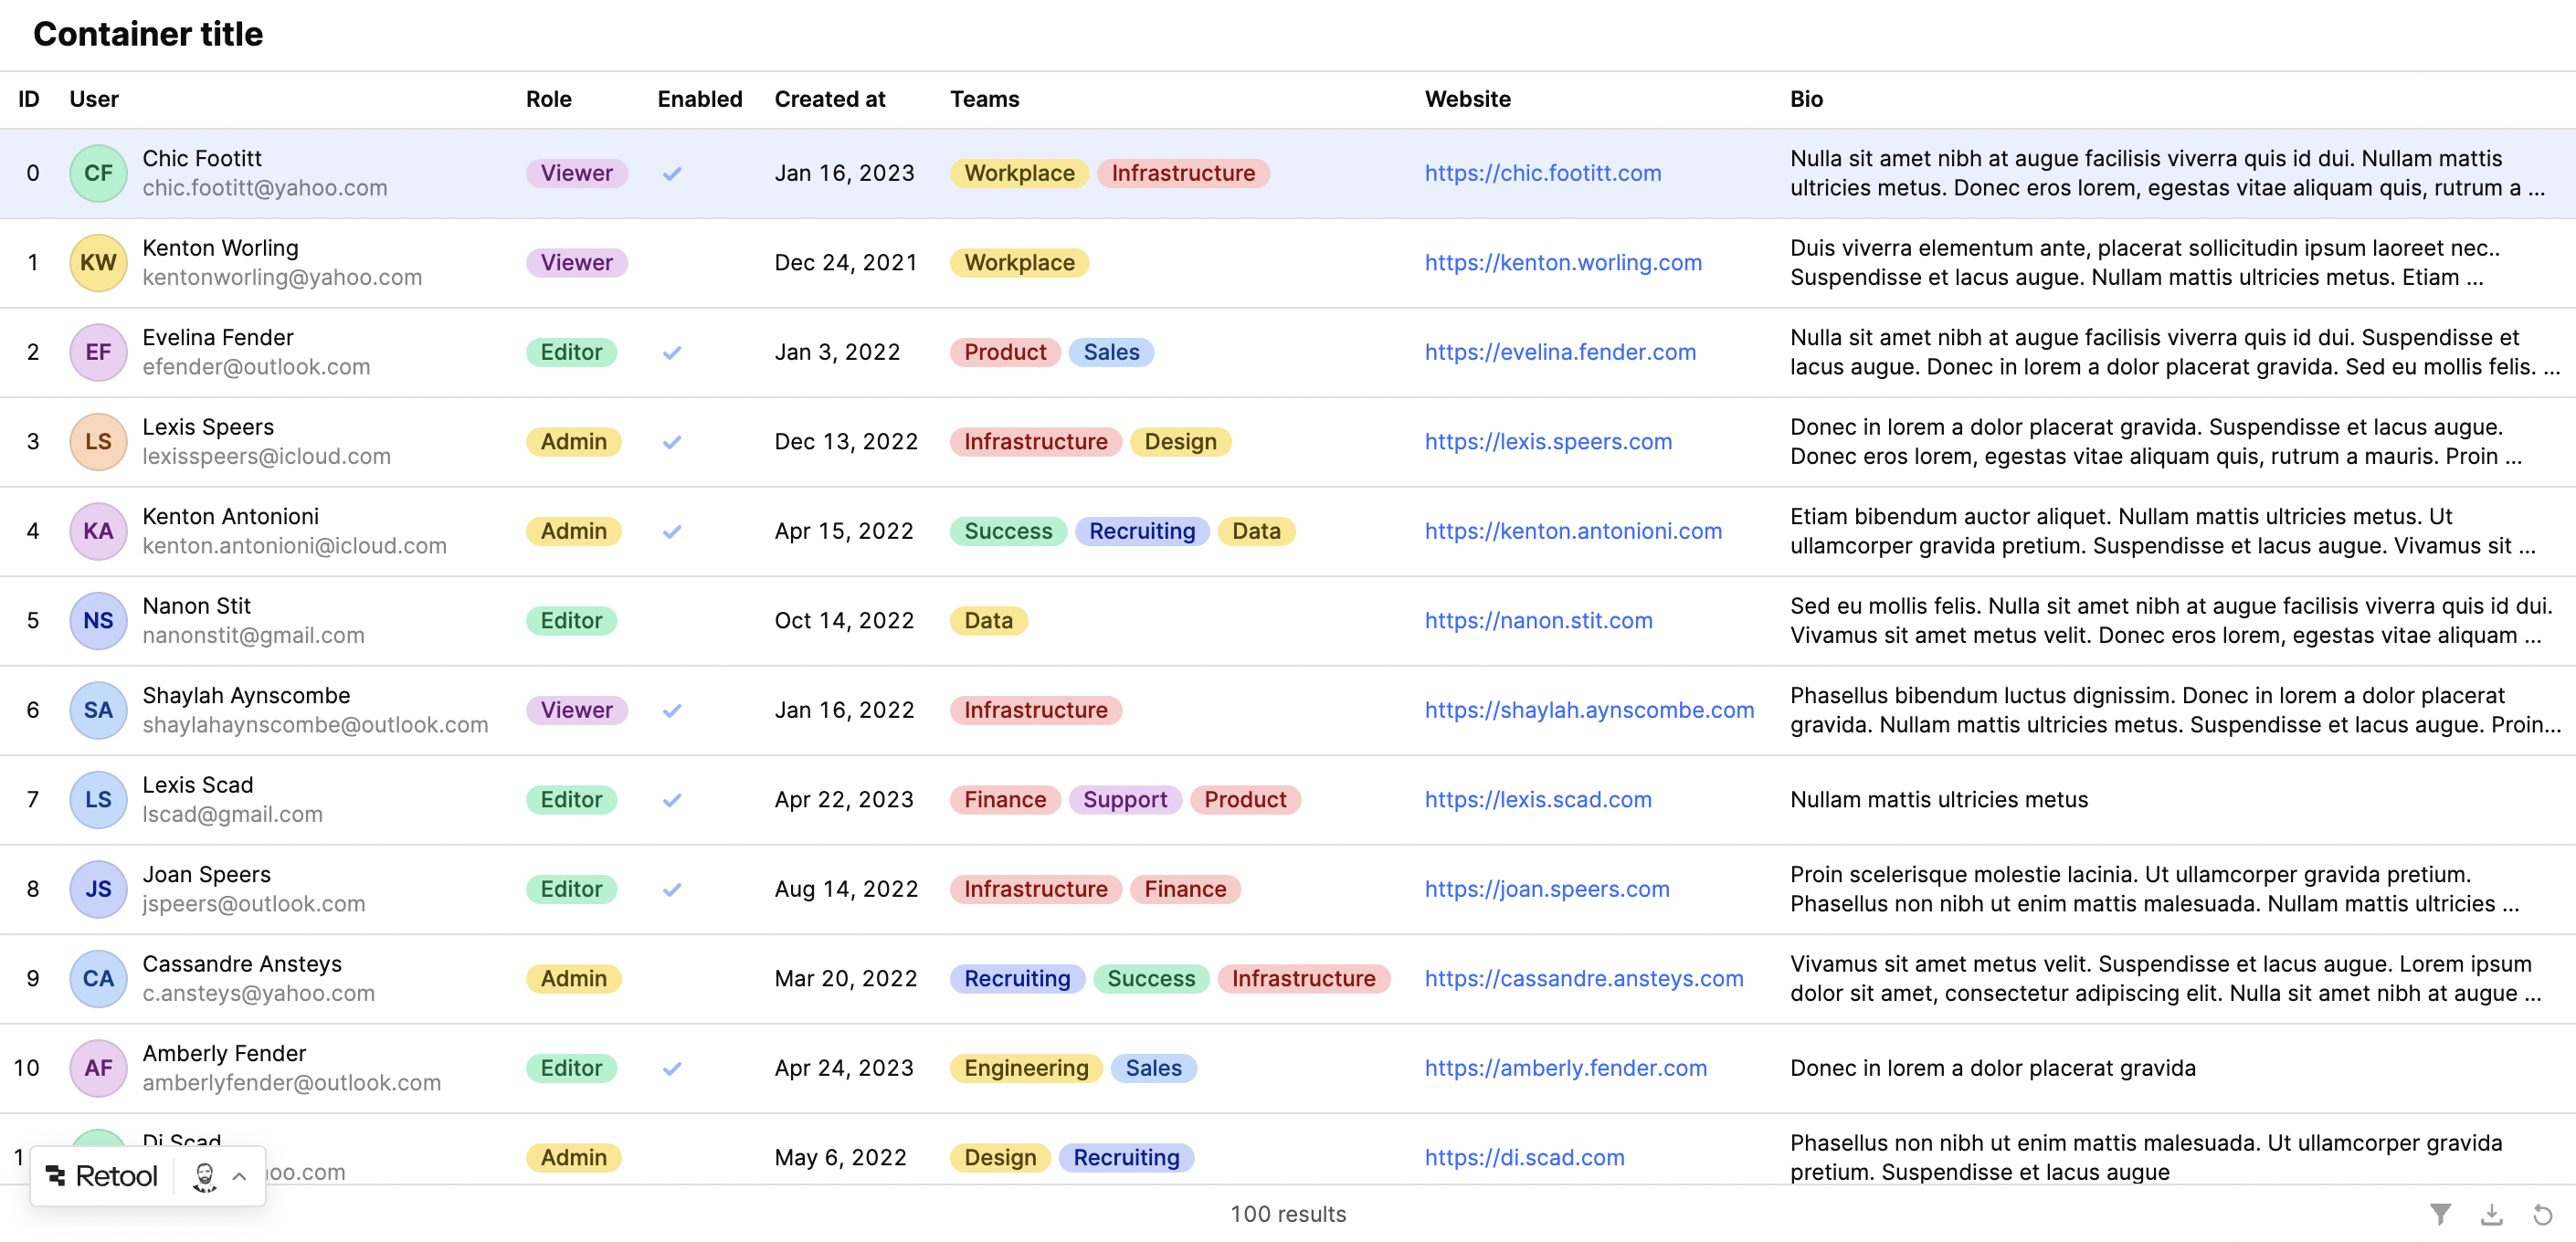 Container title
ID User Role Enabled Created at Teams Website Bio
0 CF Chic Footitt Viewer Jan 16, 2023 Workplace Infrastructure https://chic.footitt.com Nulla sit amet nibh at augue facilisis viverra quis id dui. Nullam mattis
chic.footitt@yahoo.com ultricies metus. Donec eros lorem, egestas vitae aliquam quis, rutrum a ...
1 KW Kenton Worling Viewer Dec 24, 2021 Workplace https://kenton.worling.com Duis viverra elementum ante, placerat sollicitudin ipsum laoreet nec..
kentonworling@yahoo.com Suspendisse et lacus augue. Nullam mattis ultricies metus. Etiam ...
2 EF Evelina Fender Editor Jan 3, 2022 Product Sales https://evelina.fender.com Nulla sit amet nibh at augue facilisis viverra quis id dui. Suspendisse et
efender@outlook.com lacus augue. Donec in lorem a dolor placerat gravida. Sed eu mollis felis. ...
3 LS Lexis Speers Admin Dec 13, 2022 Infrastructure Design https://lexis.speers.com Donec in lorem a dolor placerat gravida. Suspendisse et lacus augue.
lexisspeers@icloud.com Donec eros lorem, egestas vitae aliquam quis, rutrum a mauris. Proin ...
4 KA Kenton Antonioni Admin Apr 15, 2022 Success Recruiting Data https://kenton.antonioni.com Etiam bibendum auctor aliquet. Nullam mattis ultricies metus. Ut
kenton.antonioni@icloud.com ullamcorper gravida pretium. Suspendisse et lacus augue. Vivamus sit ...
5 NS Nanon Stit Editor Oct 14, 2022 Data https://nanon.stit.com Sed eu mollis felis. Nulla sit amet nibh at augue facilisis viverra quis id dui.
nanonstit@gmail.com Vivamus sit amet metus velit. Donec eros lorem, egestas vitae aliquam ...
6 SA Shaylah Aynscombe Viewer Jan 16, 2022 Infrastructure https://shaylah.aynscombe.com Phasellus bibendum luctus dignissim. Donec in lorem a dolor placerat
shaylahaynscombe@outlook.com gravida. Nullam mattis ultricies metus. Suspendisse et lacus augue. Proin...
7 LS Lexis Scad Editor Apr 22, 2023 Finance Support Product https://lexis.scad.com Nullam mattis ultricies metus
lscad@gmail.com
8 JS Joan Speers Editor Aug 14, 2022 Infrastructure Finance https://joan.speers.com Proin scelerisque molestie lacinia. Ut ullamcorper gravida pretium.
jspeers@outlook.com Phasellus non nibh ut enim mattis malesuada. Nullam mattis ultricies ...
9 CA Cassandre Ansteys Admin Mar 20, 2022 Recruiting Success Infrastructure https://cassandre.ansteys.com Vivamus sit amet metus velit. Suspendisse et lacus augue. Lorem ipsum
c.ansteys@yahoo.com dolor sit amet, consectetur adipiscing elit. Nulla sit amet nibh at augue ...
10 AF Amberly Fender Editor Apr 24, 2023 Engineering Sales https://amberly.fender.com Donec in lorem a dolor placerat gravida
amberlyfender@outlook.com
Di Scad Admin May 6, 2022 Design Recruiting https://di.scad.com Phasellus non nibh ut enim mattis malesuada. Ut ullamcorper gravida
pretium. Suspendisse et lacus augue
Retool
100 results